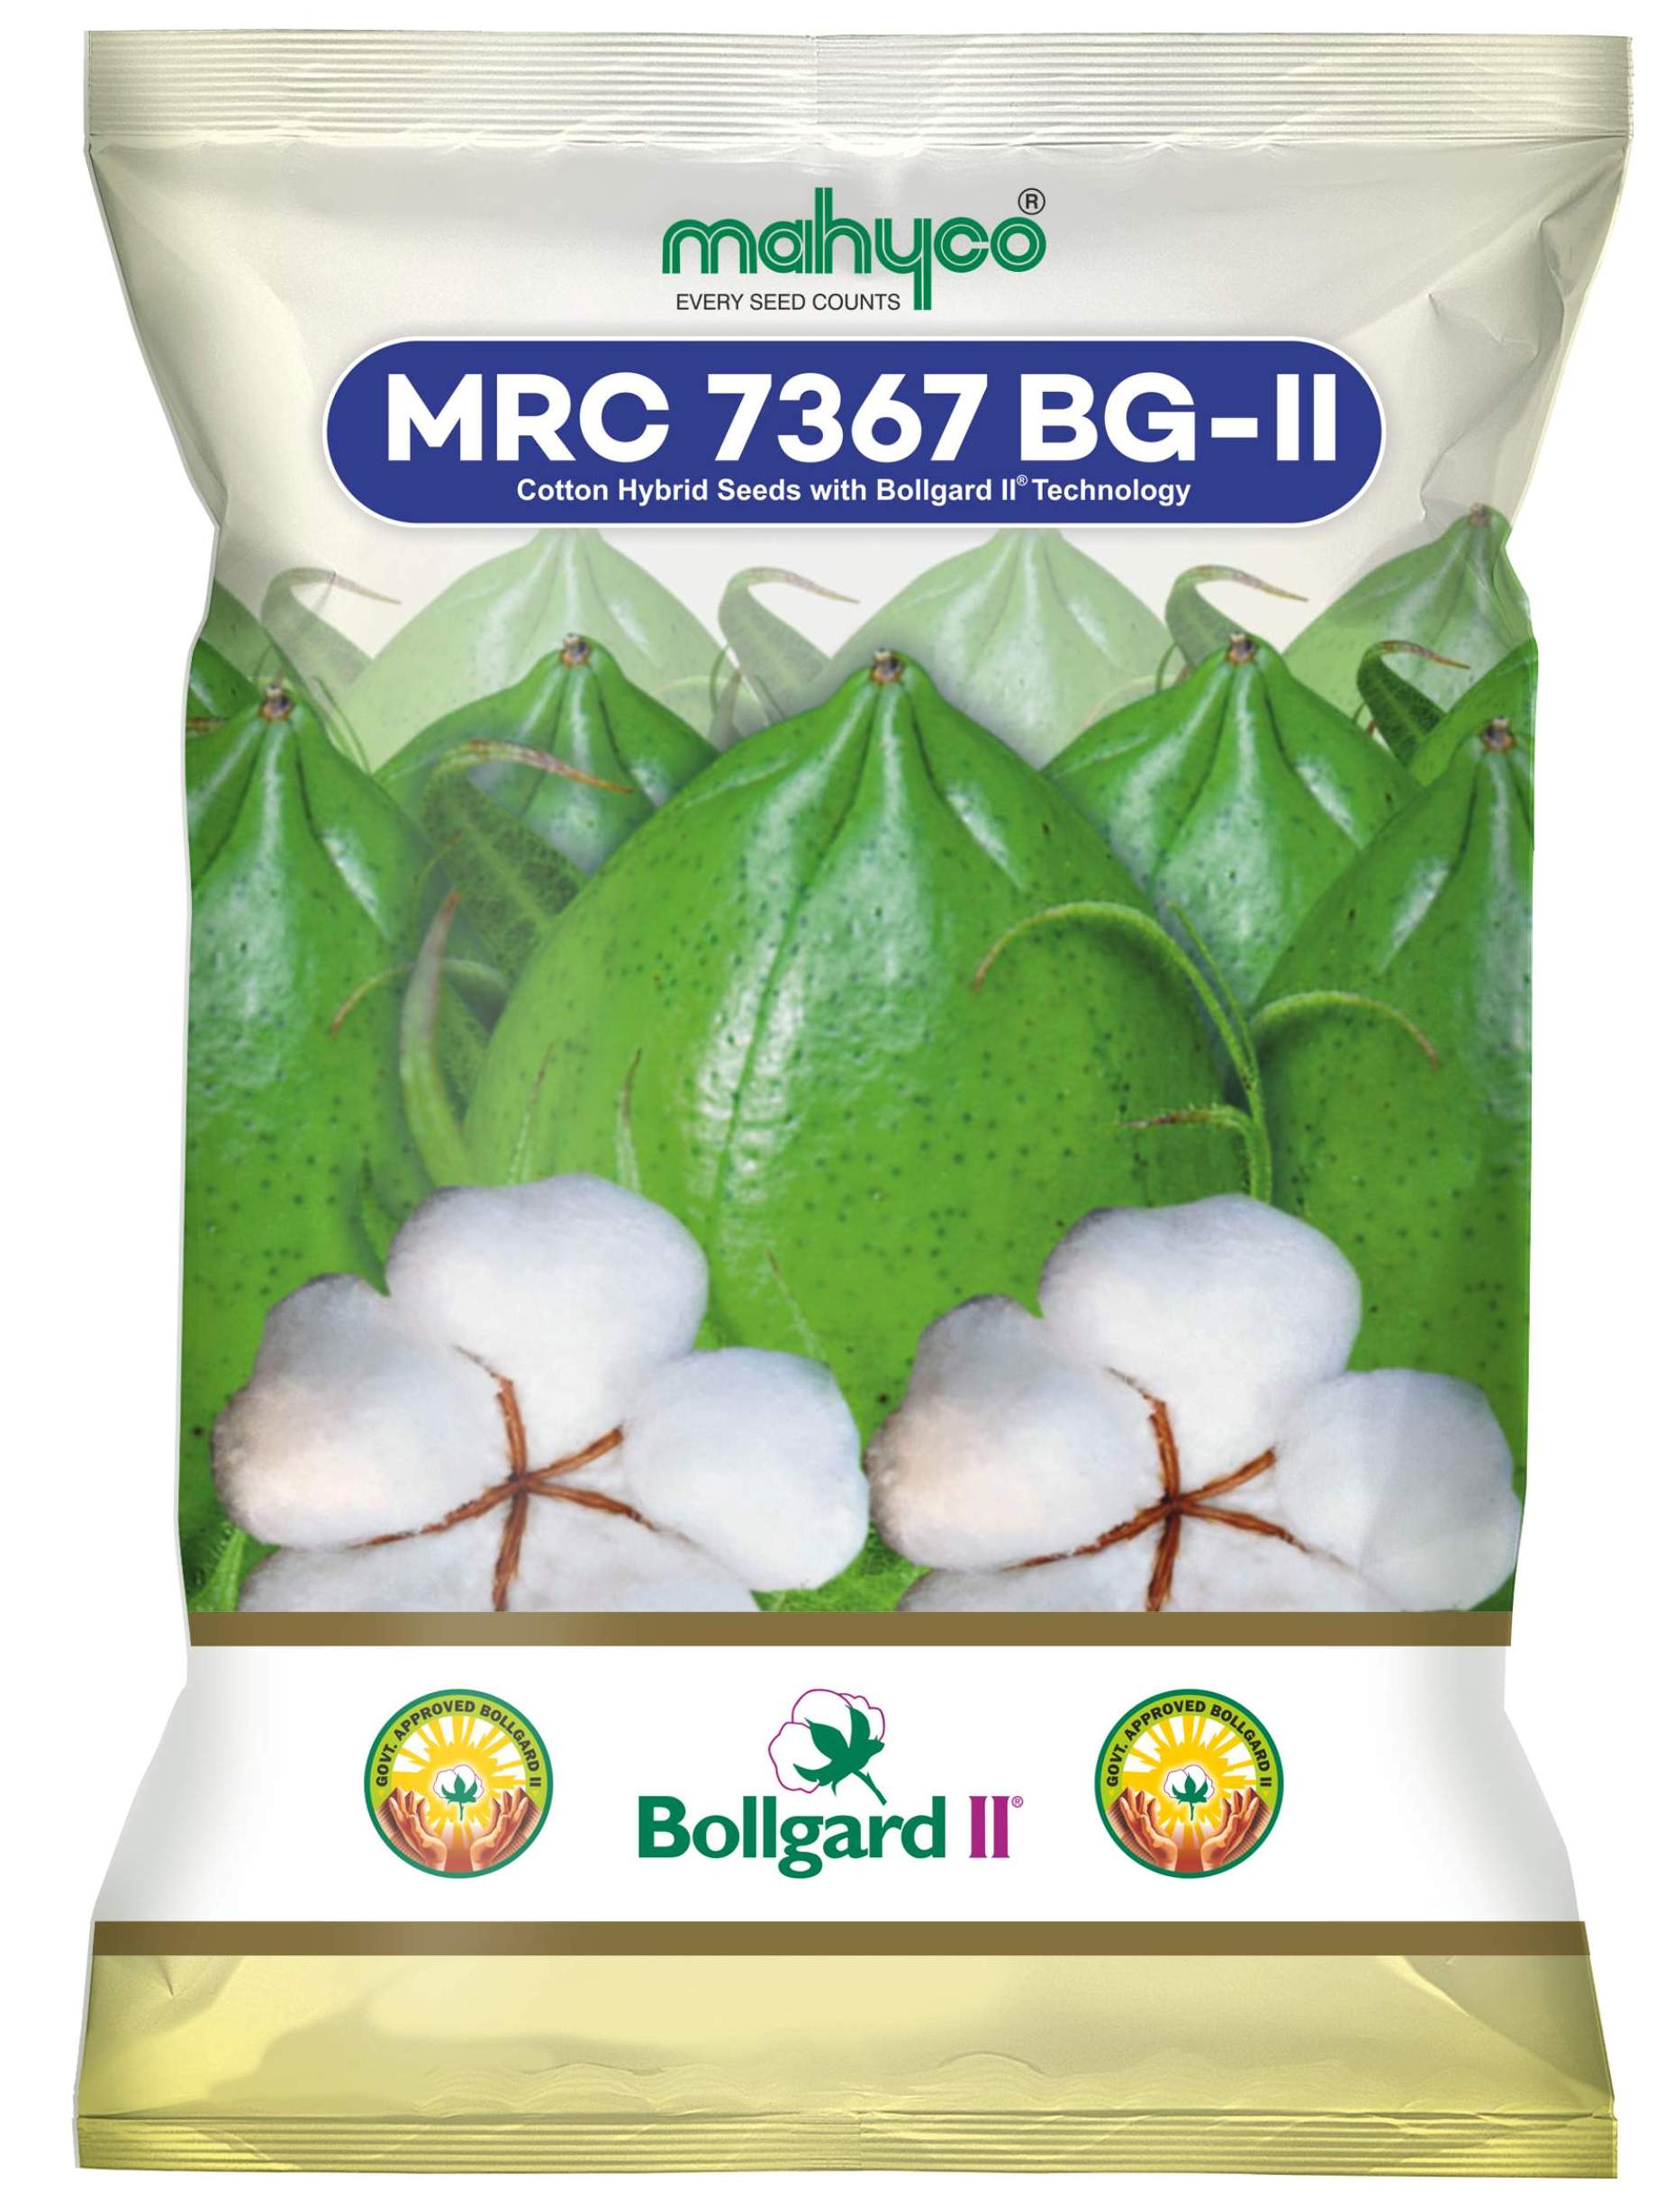 mahyco®
EVERY SEED COUNTS
MRC 7367 BG-II
Cotton Hybrid Seeds with Bollgard II® Technology
GOVT. APPROVED BOLLGARD II
Bollgard II®
GOVT. APPROVED BOLLGARD II